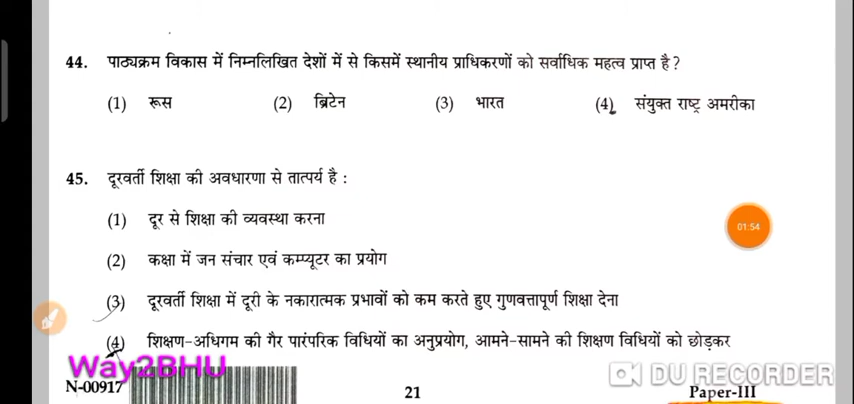 44. पाठ्यक्रम विकास में निम्नलिखित देशों में से किसमें स्थानीय प्राधिकरणों को सर्वाधिक महत्व प्राप्त है ?
(1) रूस (2) ब्रिटेन (3) भारत (4) संयुक्त राष्ट्र अमरीका
45. दूरवर्ती शिक्षा की अवधारणा से तात्पर्य है :
(1) दूर से शिक्षा की व्यवस्था करना
01:54
(2) कक्षा में जन संचार एवं कम्प्यूटर का प्रयोग
(3) दूरवर्ती शिक्षा में दूरी के नकारात्मक प्रभावों को कम करते हुए गुणवत्तापूर्ण शिक्षा देना
(4) शिक्षण-अधिगम की गैर पारंपरिक विधियों का अनुप्रयोग, आमने-सामने की शिक्षण विधियों को छोड़कर
Way2BHU
DU RECORDER
N-00917 21 Paper-III